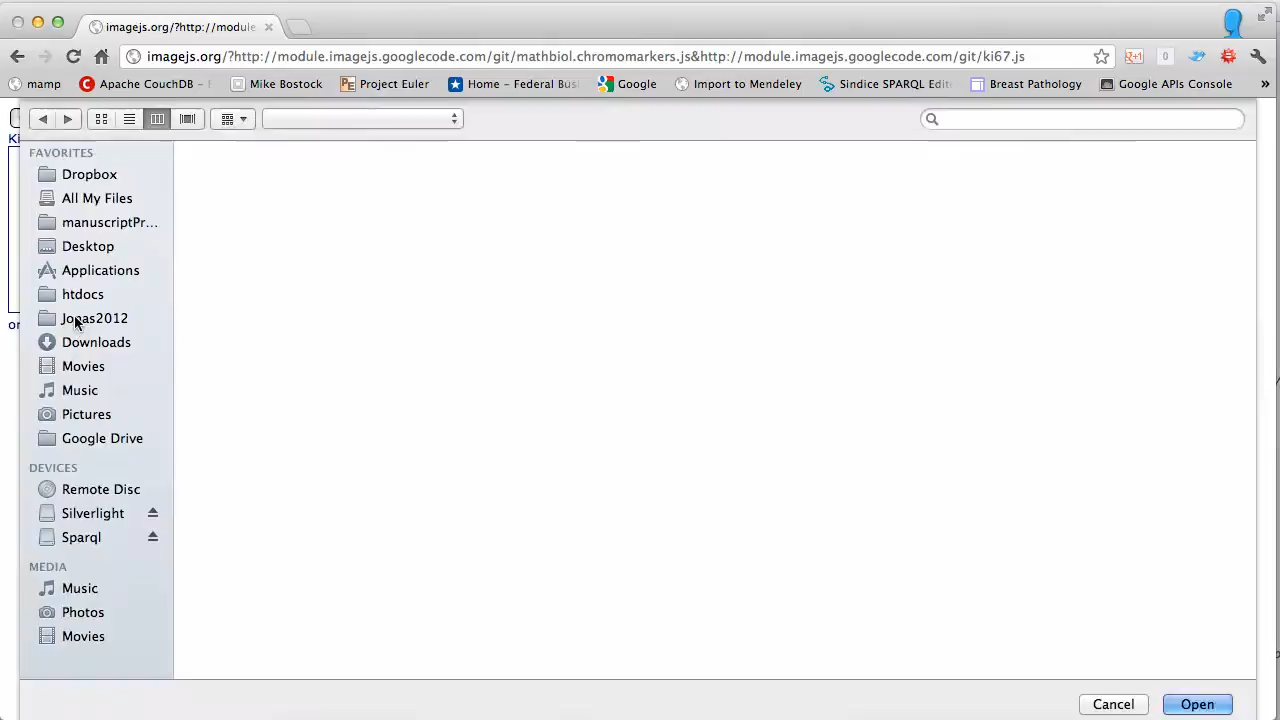 imagejs.org/?http://module
imagejs.org/?http://module.imagejs.googlecode.com/git/mathbiol.chromomarkers.js&http://module.imagejs.googlecode.com/git/ki67.js
mamp Apache CouchDB - Mike Bostock Project Euler Home - Federal Busi Google Import to Mendeley Sindice SPARQL Edit Breast Pathology Google APIs Console »
Ki
or
FAVORITES
Dropbox
All My Files
manuscriptPr...
Desktop
Applications
htdocs
Jonas2012
Downloads
Movies
Music
Pictures
Google Drive
DEVICES
Remote Disc
Silverlight
Sparql
MEDIA
Music
Photos
Movies
Cancel Open